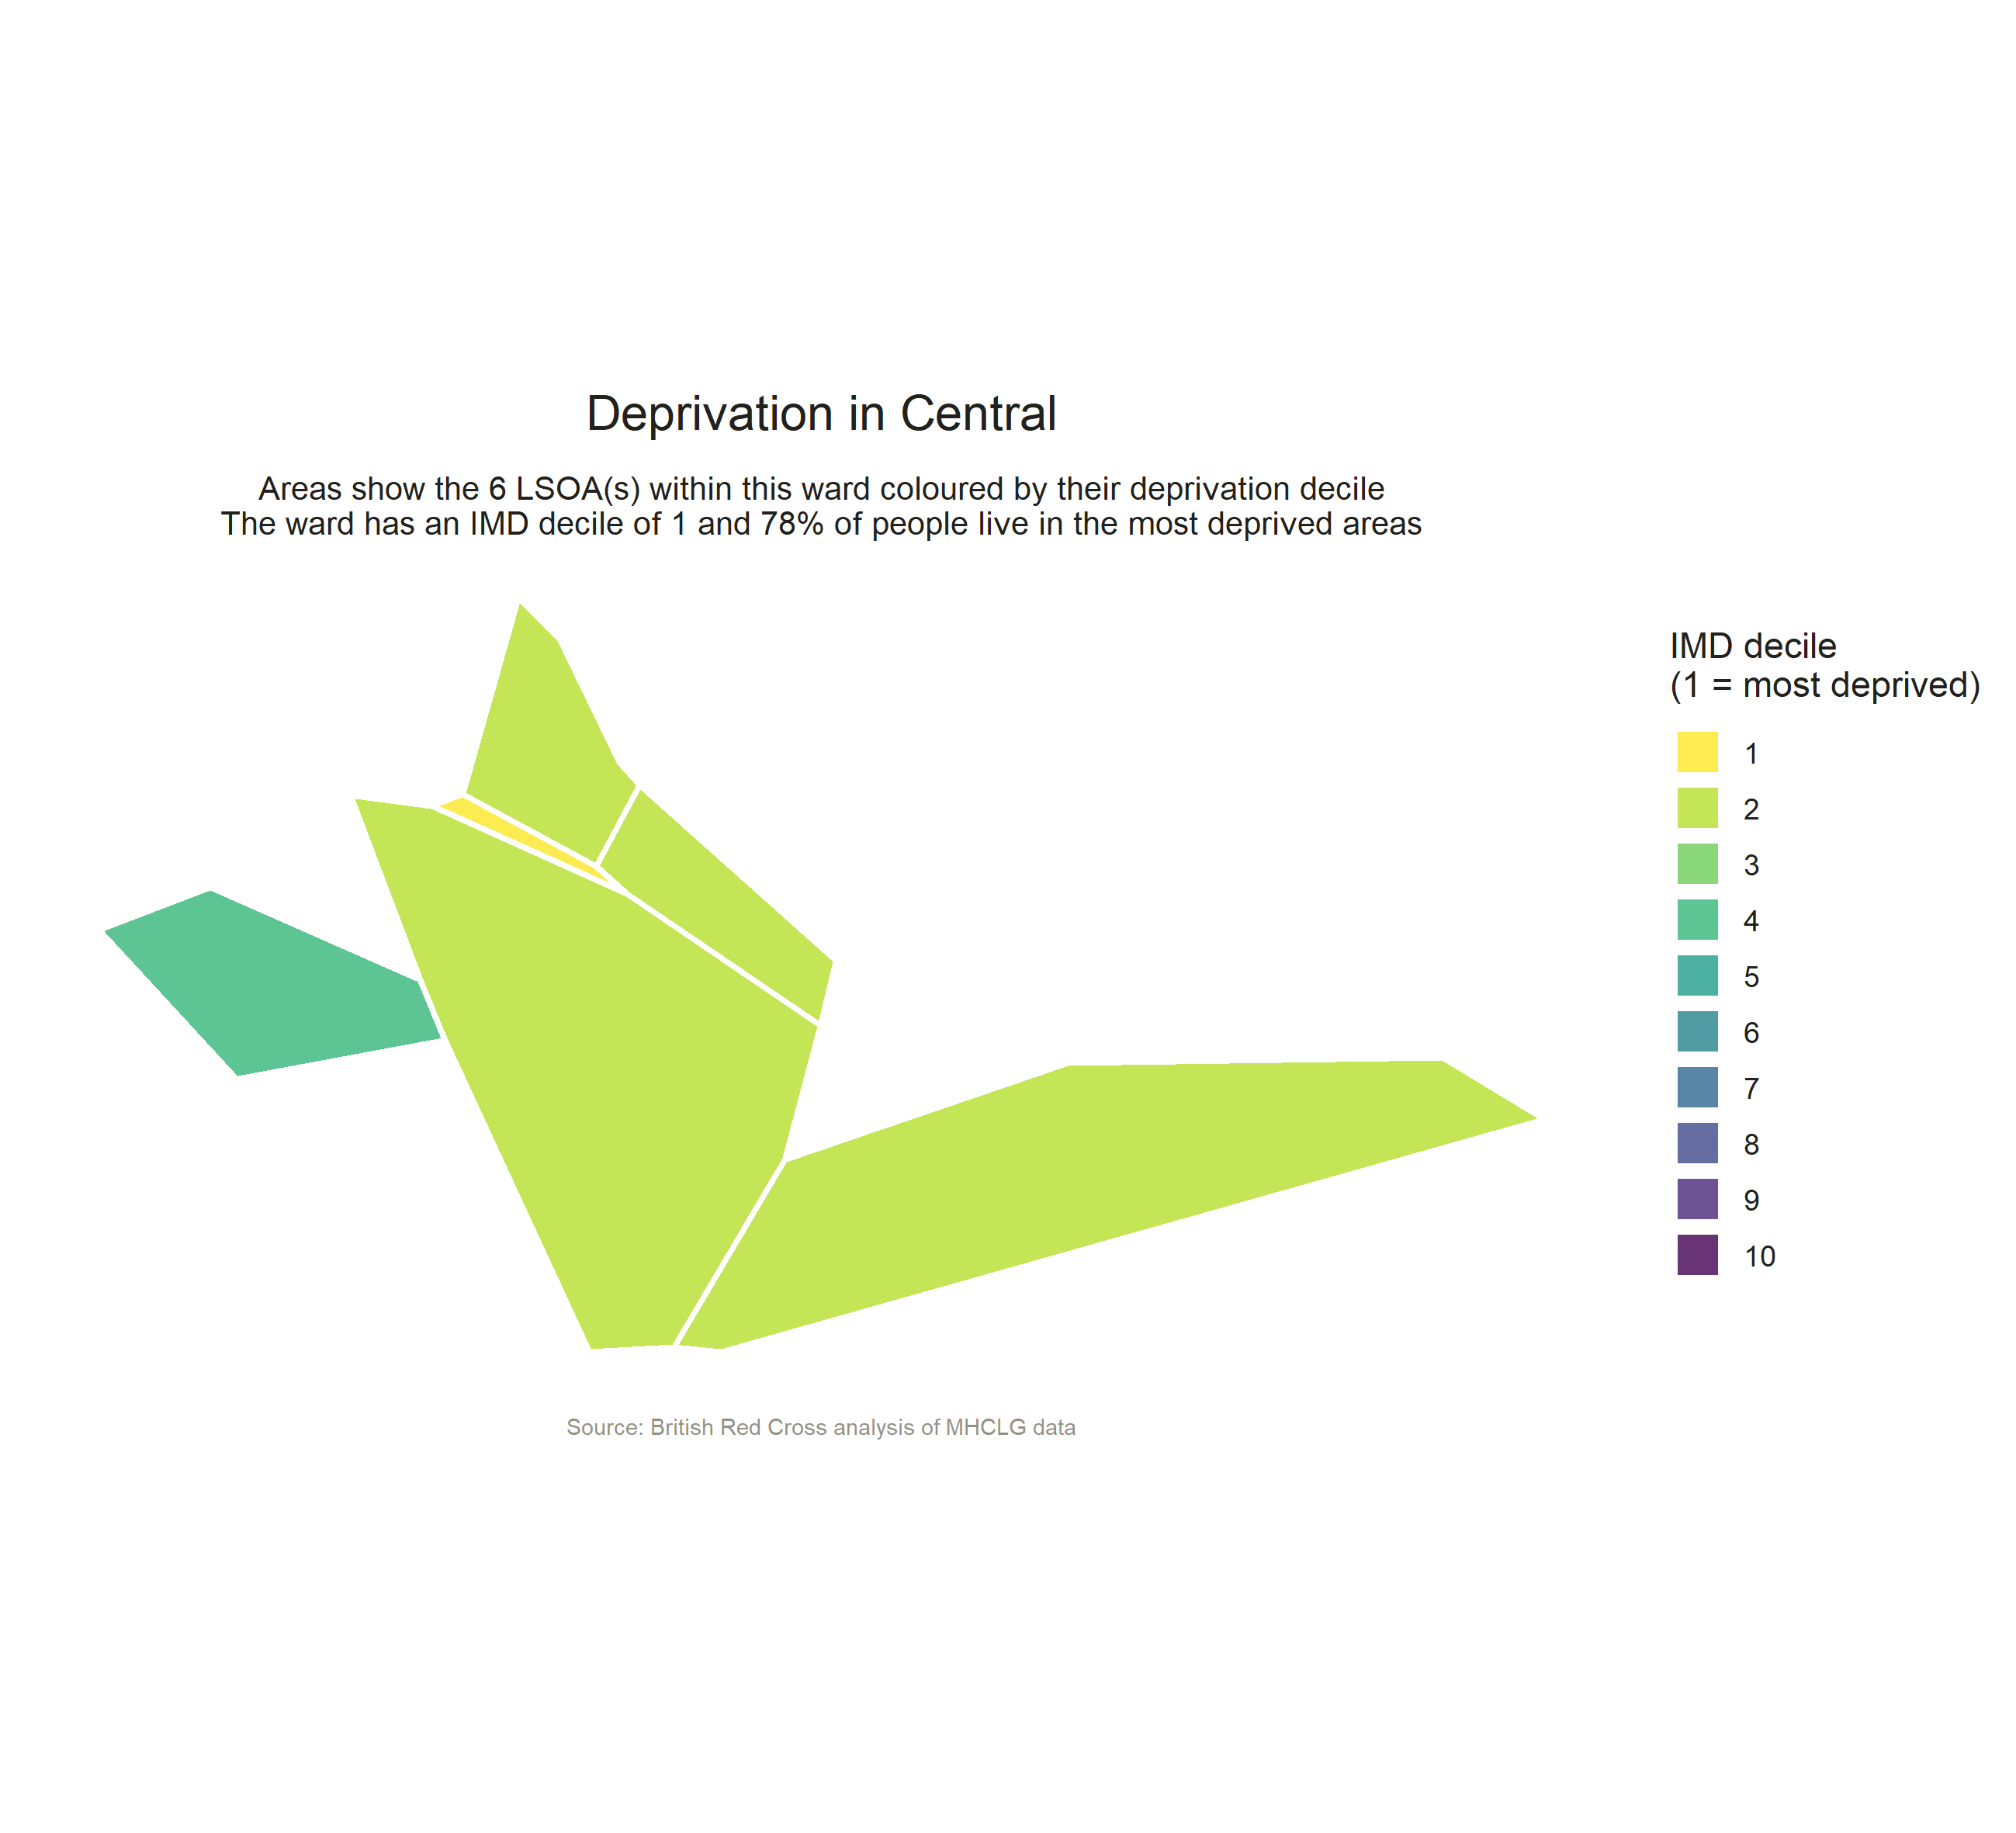 Deprivation in Central
Areas show the 6 LSOA(s) within this ward coloured by their deprivation decile
The ward has an IMD decile of 1 and 78% of people live in the most deprived areas
IMD decile
(1 = most deprived)
1
2
3
4
5
6
7
8
9
10
Source: British Red Cross analysis of MHCLG data